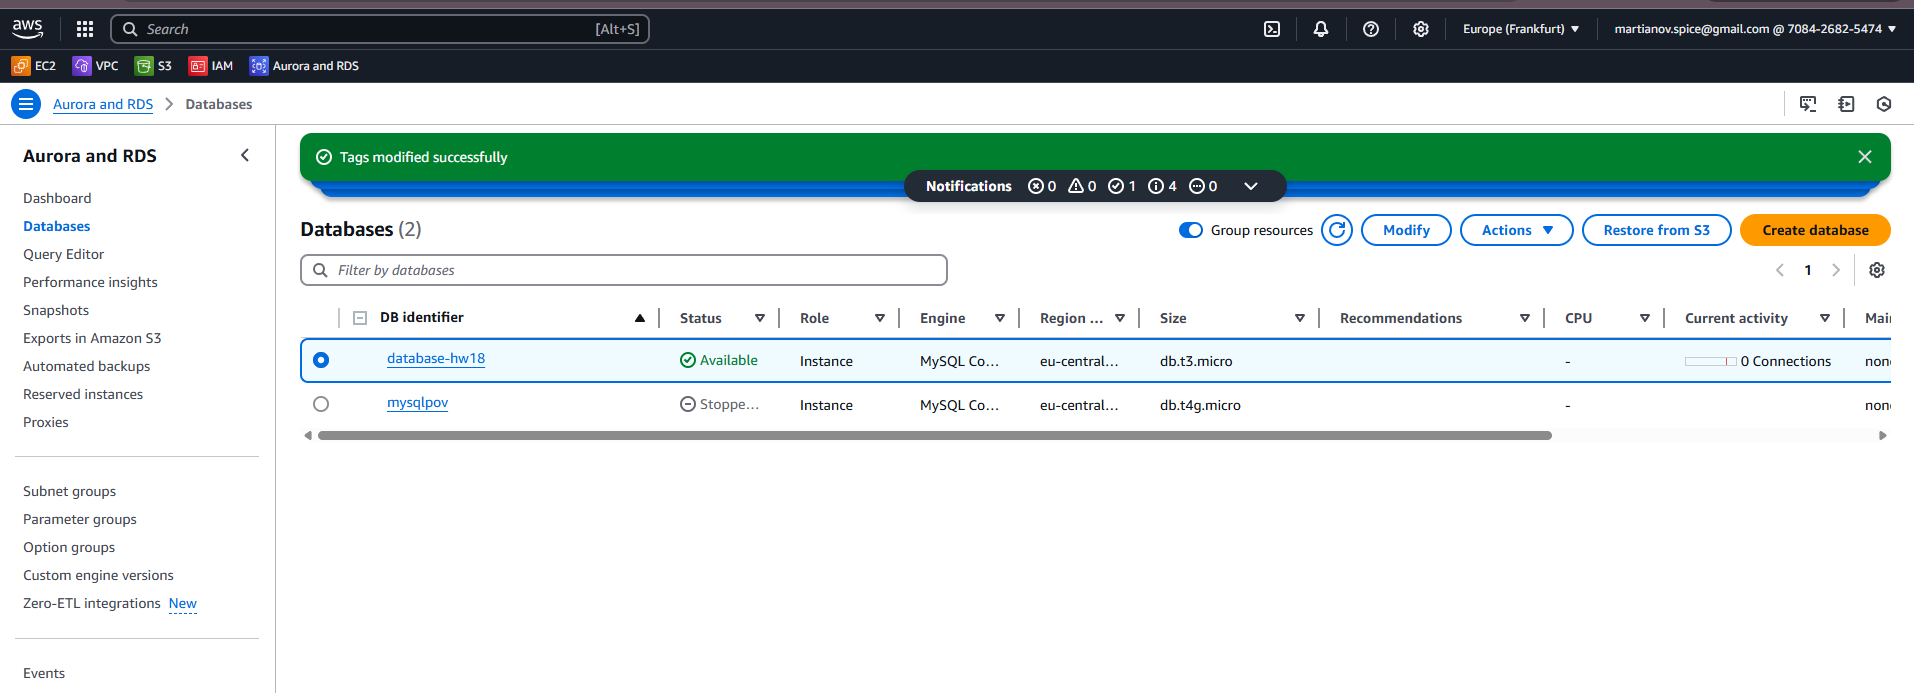 aws
Search [Alt+S] Europe (Frankfurt) martianov.spice@gmail.com @ 7084-2682-5474
EC2 VPC S3 IAM Aurora and RDS
Aurora and RDS Databases
Aurora and RDS
Dashboard
Databases
Query Editor
Performance insights
Snapshots
Exports in Amazon S3
Automated backups
Reserved instances
Proxies
Subnet groups
Parameter groups
Option groups
Custom engine versions
Zero-ETL integrations New
Events
Tags modified successfully
Notifications 0 0 1 4 0
Databases (2)
Group resources Modify Actions Restore from S3 Create database
Filter by databases
1
DB identifier Status Role Engine Region ... Size Recommendations CPU Current activity Mai
database-hw18 Available Instance MySQL Co... eu-central... db.t3.micro - 0 Connections non
mysqlpov Stoppe... Instance MySQL Co... eu-central... db.t4g.micro - non